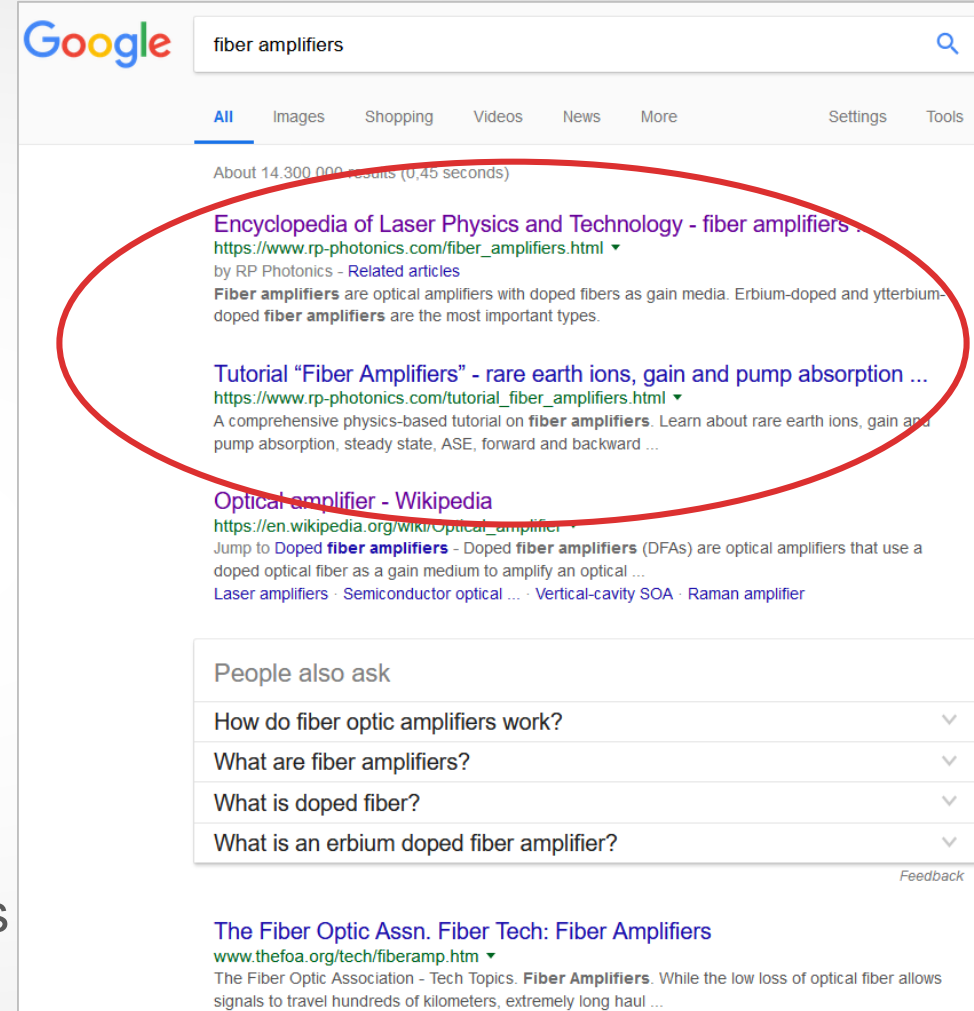 Google
fiber amplifiers
All Images Shopping Videos News More Settings Tools
About 14.300.000 results (0,45 seconds)
Encyclopedia of Laser Physics and Technology - fiber amplifiers
https://www.rp-photonics.com/fiber_amplifiers.html
by RP Photonics - Related articles
Fiber amplifiers are optical amplifiers with doped fibers as gain media. Erbium-doped and ytterbium-
doped fiber amplifiers are the most important types.
Tutorial “Fiber Amplifiers” - rare earth ions, gain and pump absorption ...
https://www.rp-photonics.com/tutorial_fiber_amplifiers.html
A comprehensive physics-based tutorial on fiber amplifiers. Learn about rare earth ions, gain and
pump absorption, steady state, ASE, forward and backward ...
Optical amplifier - Wikipedia
https://en.wikipedia.org/wiki/Optical_amplifier
Jump to Doped fiber amplifiers - Doped fiber amplifiers (DFAs) are optical amplifiers that use a
doped optical fiber as a gain medium to amplify an optical ...
Laser amplifiers · Semiconductor optical ... · Vertical-cavity SOA · Raman amplifier
People also ask
How do fiber optic amplifiers work?
What are fiber amplifiers?
What is doped fiber?
What is an erbium doped fiber amplifier?
Feedback
s
The Fiber Optic Assn. Fiber Tech: Fiber Amplifiers
www.thefoa.org/tech/fiberamp.htm
The Fiber Optic Association - Tech Topics. Fiber Amplifiers. While the low loss of optical fiber allows
signals to travel hundreds of kilometers, extremely long haul ...